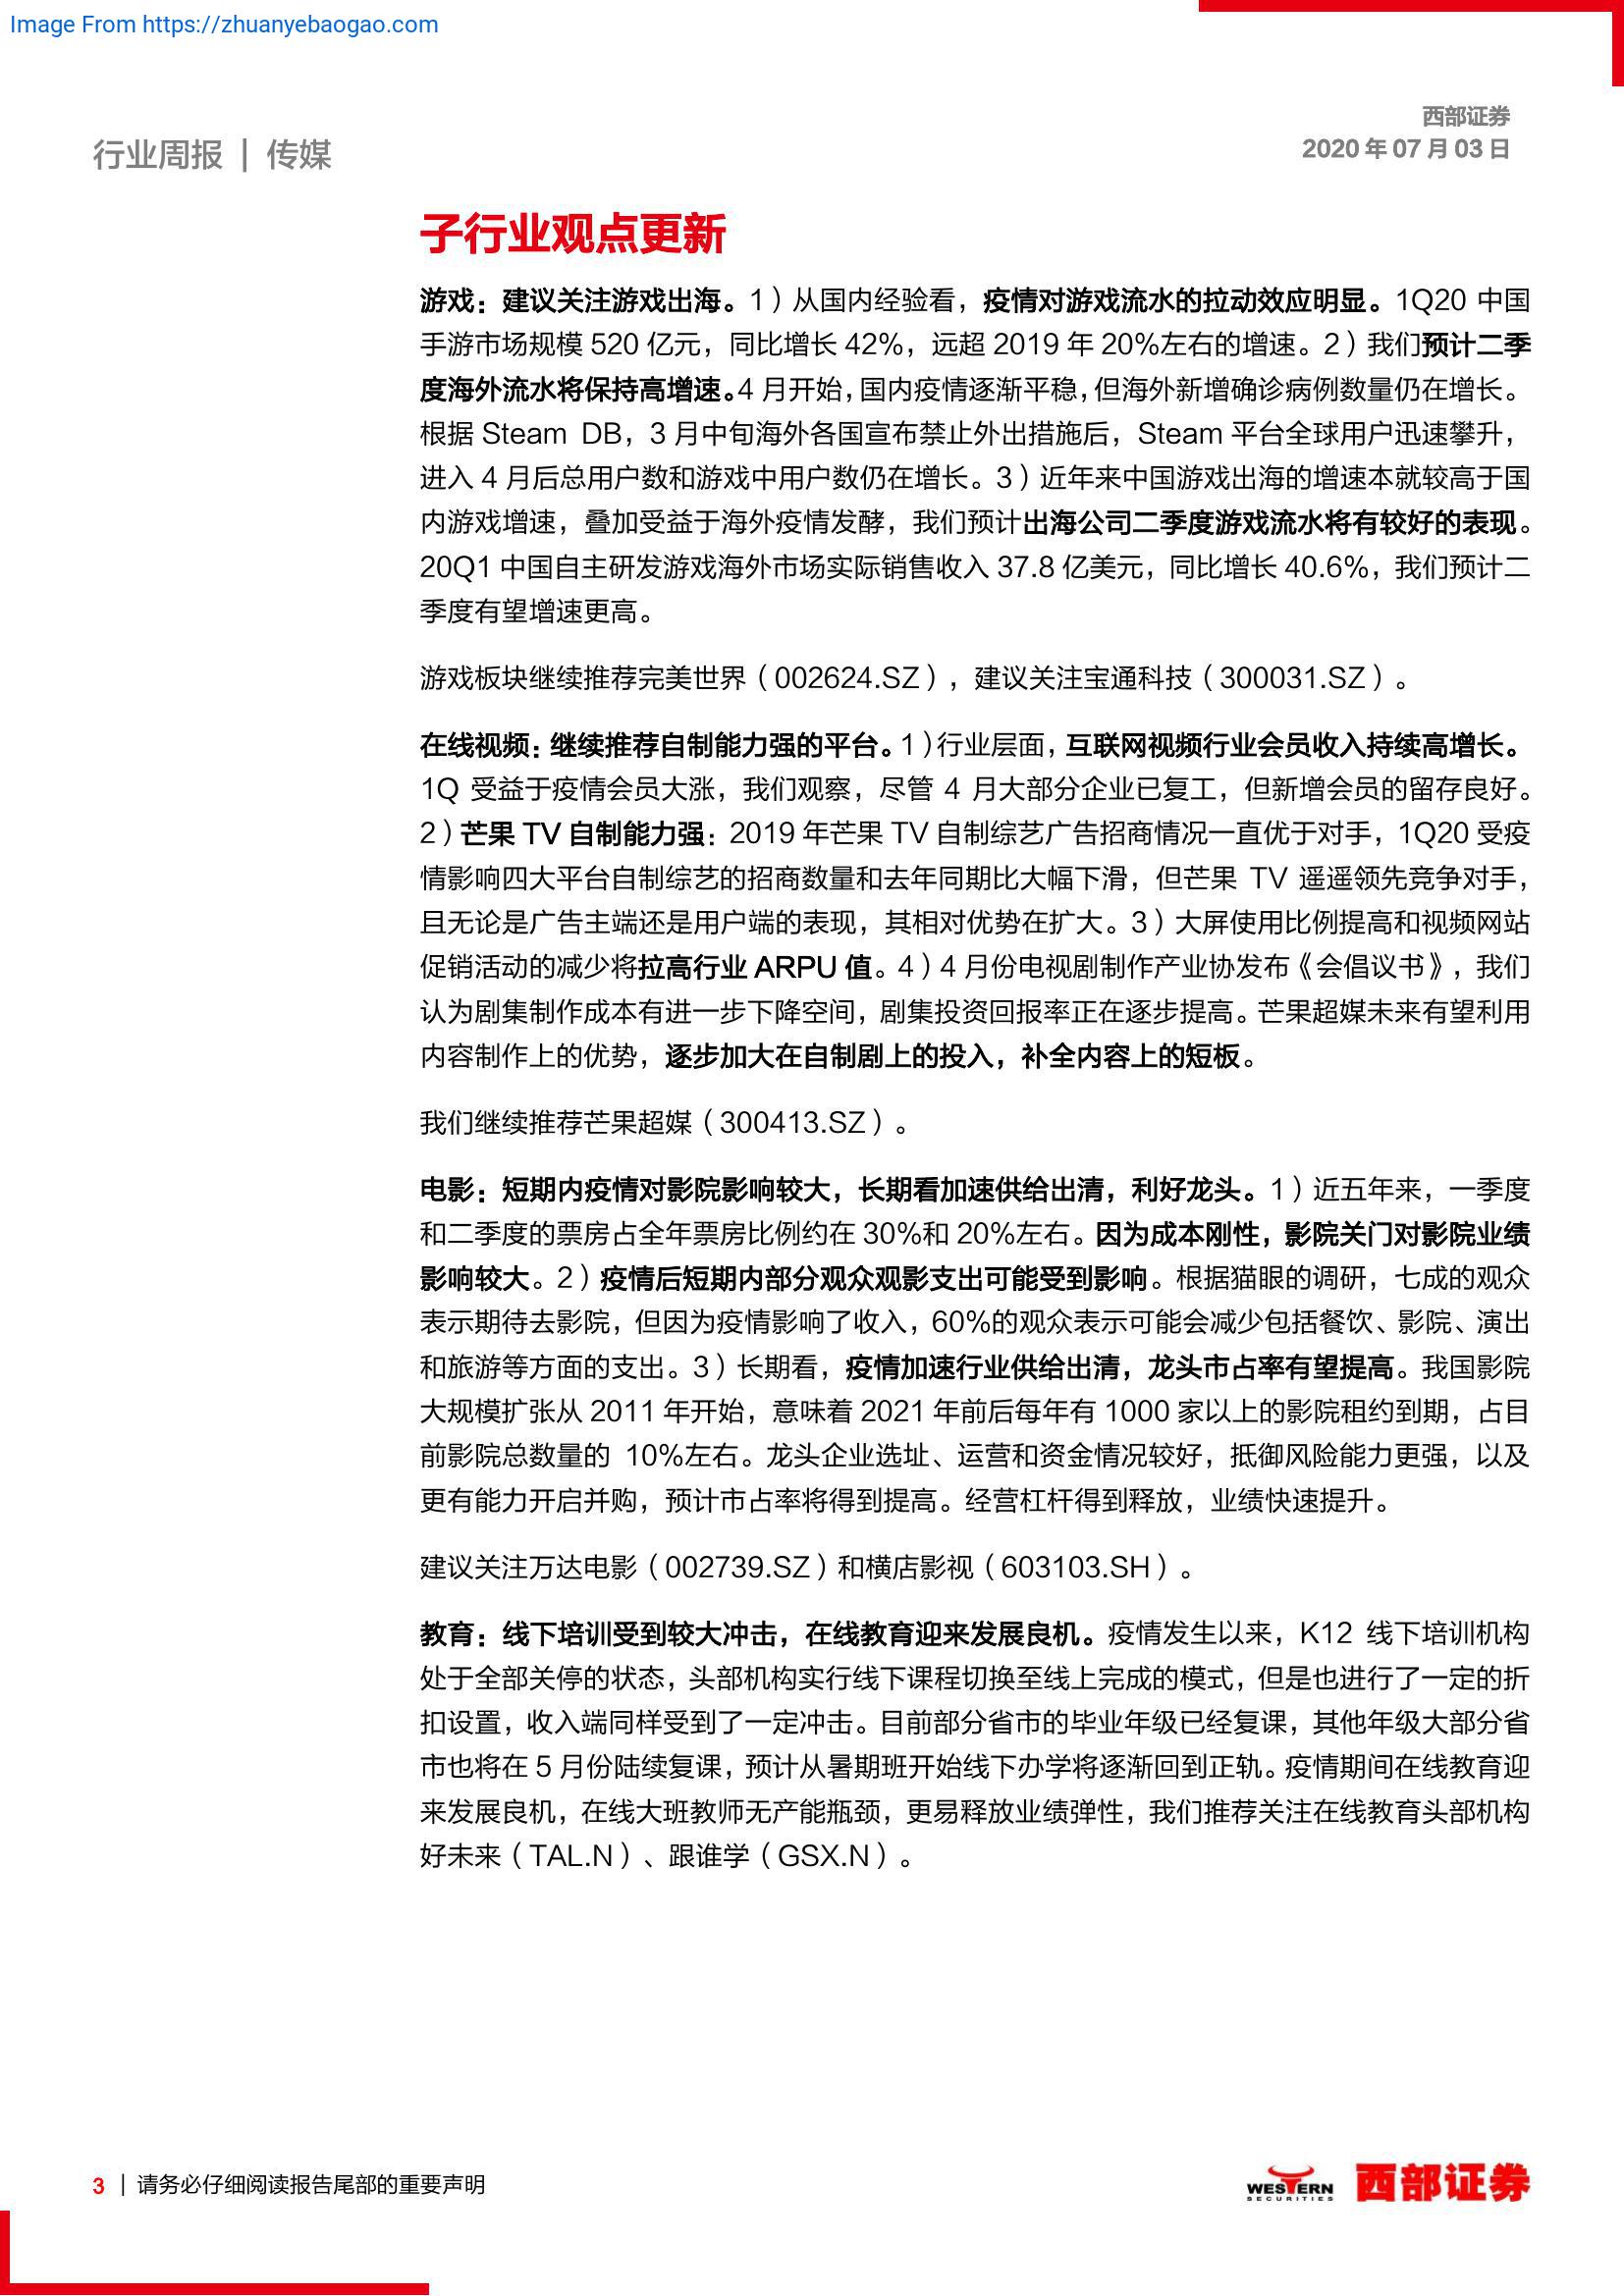 Image From https://zhuanyebaogao.com
西部证券
2020 年 07 月 03 日
行业周报 | 传媒
子行业观点更新
游戏：建议关注游戏出海。1）从国内经验看，疫情对游戏流水的拉动效应明显。1Q20 中国
手游市场规模 520 亿元，同比增长 42%，远超 2019 年 20%左右的增速。2）我们预计二季
度海外流水将保持高增速。4 月开始，国内疫情逐渐平稳，但海外新增确诊病例数量仍在增长。
根据 Steam DB，3 月中旬海外各国宣布禁止外出措施后，Steam 平台全球用户迅速攀升，
进入 4 月后总用户数和游戏中用户数仍在增长。3）近年来中国游戏出海的增速本就较高于国
内游戏增速，叠加受益于海外疫情发酵，我们预计出海公司二季度游戏流水将有较好的表现。
20Q1 中国自主研发游戏海外市场实际销售收入 37.8 亿美元，同比增长 40.6%，我们预计二
季度有望增速更高。
游戏板块继续推荐完美世界（002624.SZ），建议关注宝通科技（300031.SZ）。
在线视频：继续推荐自制能力强的平台。1）行业层面，互联网视频行业会员收入持续高增长。
1Q 受益于疫情会员大涨，我们观察，尽管 4 月大部分企业已复工，但新增会员的留存良好。
2）芒果 TV 自制能力强：2019 年芒果 TV 自制综艺广告招商情况一直优于对手，1Q20 受疫
情影响四大平台自制综艺的招商数量和去年同期比大幅下滑，但芒果 TV 遥遥领先竞争对手，
且无论是广告主端还是用户端的表现，其相对优势在扩大。3）大屏使用比例提高和视频网站
促销活动的减少将拉高行业 ARPU 值。4）4 月份电视剧制作产业协发布《会倡议书》，我们
认为剧集制作成本有进一步下降空间，剧集投资回报率正在逐步提高。芒果超媒未来有望利用
内容制作上的优势，逐步加大在自制剧上的投入，补全内容上的短板。
我们继续推荐芒果超媒（300413.SZ）。
电影：短期内疫情对影院影响较大，长期看加速供给出清，利好龙头。1）近五年来，一季度
和二季度的票房占全年票房比例约在 30%和 20%左右。因为成本刚性，影院关门对影院业绩
影响较大。2）疫情后短期内部分观众观影支出可能受到影响。根据猫眼的调研，七成的观众
表示期待去影院，但因为疫情影响了收入，60%的观众表示可能会减少包括餐饮、影院、演出
和旅游等方面的支出。3）长期看，疫情加速行业供给出清，龙头市占率有望提高。我国影院
大规模扩张从 2011 年开始，意味着 2021 年前后每年有 1000 家以上的影院租约到期，占目
前影院总数量的 10%左右。龙头企业选址、运营和资金情况较好，抵御风险能力更强，以及
更有能力开启并购，预计市占率将得到提高。经营杠杆得到释放，业绩快速提升。
建议关注万达电影（002739.SZ）和横店影视（603103.SH）。
教育：线下培训受到较大冲击，在线教育迎来发展良机。疫情发生以来，K12 线下培训机构
处于全部关停的状态，头部机构实行线下课程切换至线上完成的模式，但是也进行了一定的折
扣设置，收入端同样受到了一定冲击。目前部分省市的毕业年级已经复课，其他年级大部分省
市也将在 5 月份陆续复课，预计从暑期班开始线下办学将逐渐回到正轨。疫情期间在线教育迎
来发展良机，在线大班教师无产能瓶颈，更易释放业绩弹性，我们推荐关注在线教育头部机构
好未来（TAL.N）、跟谁学（GSX.N）。
3 | 请务必仔细阅读报告尾部的重要声明
WESTERN
SECURITIES
西部证券